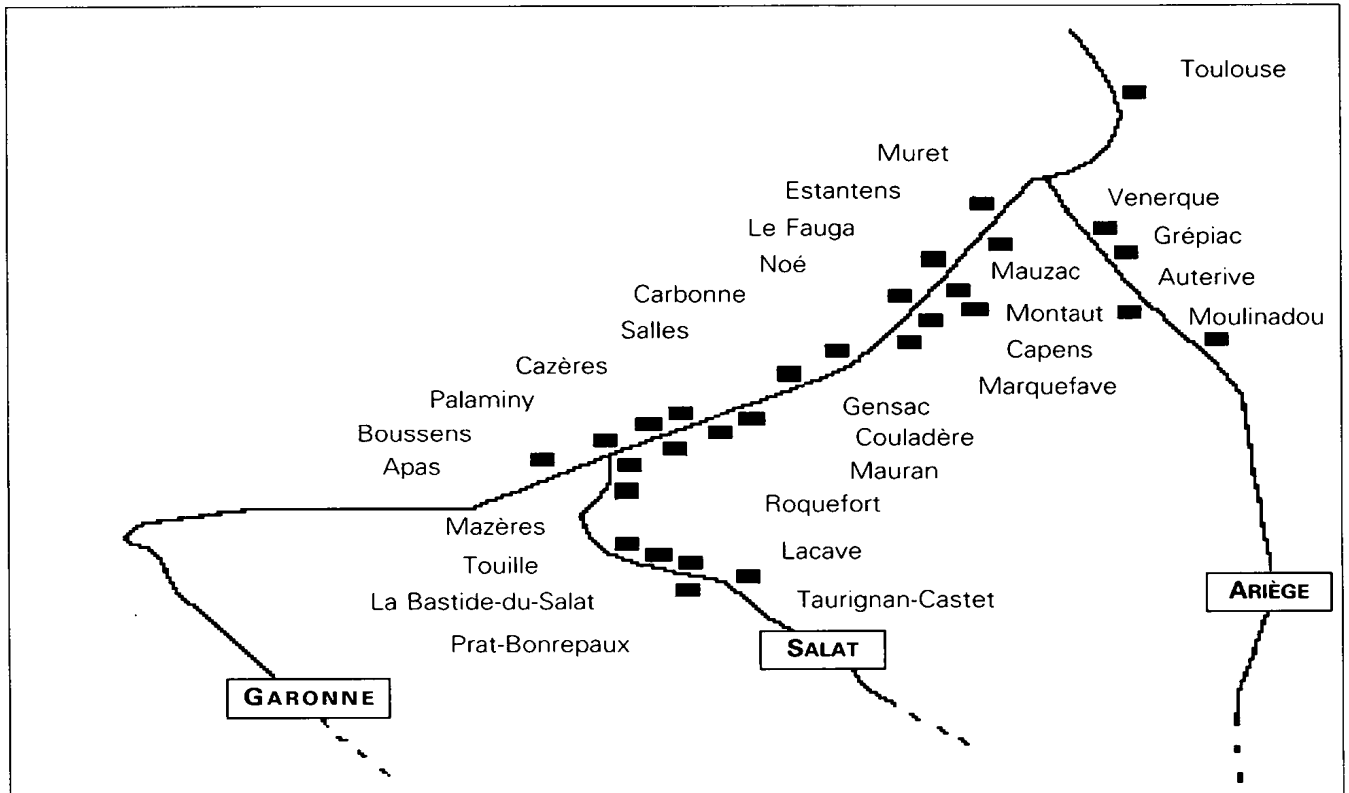 Toulouse
Muret
Estantens
Venerque
Le Fauga
Grépiac
Noé
Mauzac
Auterive
Carbonne
Montaut
Moulinadou
Salles
Capens
Cazères
Marquefave
Palaminy
Gensac
Boussens
Couladère
Apas
Mauran
Roquefort
Mazères
Lacave
Touille
ARIÈGE
La Bastide-du-Salat
Taurignan-Castet
Prat-Bonrepaux
SALAT
GARONNE